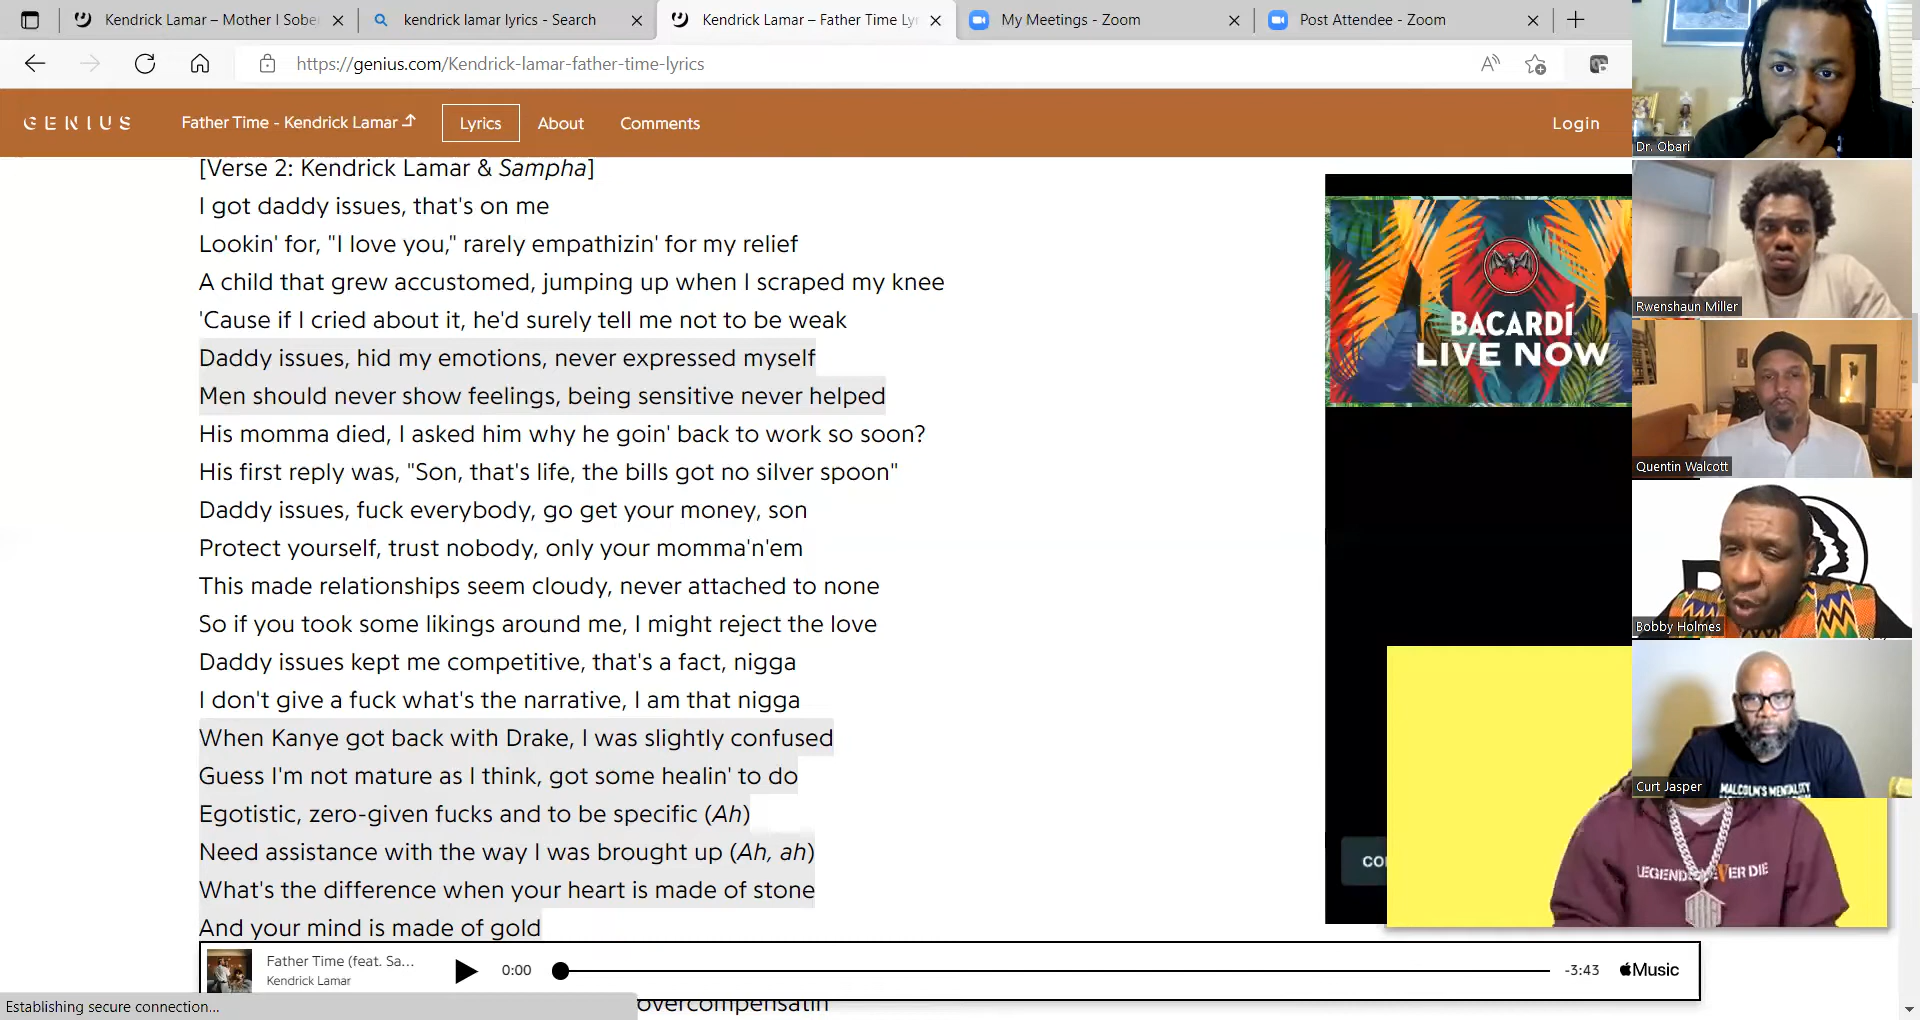 Kendrick Lamar – Mother I Sobe
kendrick lamar lyrics - Search
Kendrick Lamar – Father Time Ly
My Meetings - Zoom
Post Attendee - Zoom
https://genius.com/Kendrick-lamar-father-time-lyrics
GENIUS
Father Time - Kendrick Lamar
Lyrics
About
Comments
Login
[Verse 2: Kendrick Lamar & Sampha]
I got daddy issues, that's on me
Lookin' for, "I love you," rarely empathizin' for my relief
A child that grew accustomed, jumping up when I scraped my knee
'Cause if I cried about it, he'd surely tell me not to be weak
Daddy issues, hid my emotions, never expressed myself
Men should never show feelings, being sensitive never helped
His momma died, I asked him why he goin' back to work so soon?
His first reply was, "Son, that's life, the bills got no silver spoon"
Daddy issues, fuck everybody, go get your money, son
Protect yourself, trust nobody, only your momma'n'em
This made relationships seem cloudy, never attached to none
So if you took some likings around me, I might reject the love
Daddy issues kept me competitive, that's a fact, nigga
I don't give a fuck what's the narrative, I am that nigga
When Kanye got back with Drake, I was slightly confused
Guess I'm not mature as I think, got some healin' to do
Egotistic, zero-given fucks and to be specific (Ah)
Need assistance with the way I was brought up (Ah, ah)
What's the difference when your heart is made of stone
And your mind is made of gold
overcompensatin
BACARDÍ
LIVE NOW
CO
LEGENDS NEVER DIE
Dr. Obari
Rwenshaun Miller
Quentin Walcott
Bobby Holmes
Curt Jasper
MALCOLM'S MENTALITY
Father Time (feat. Sa...
Kendrick Lamar
0:00
-3:43
Music
Establishing secure connection...